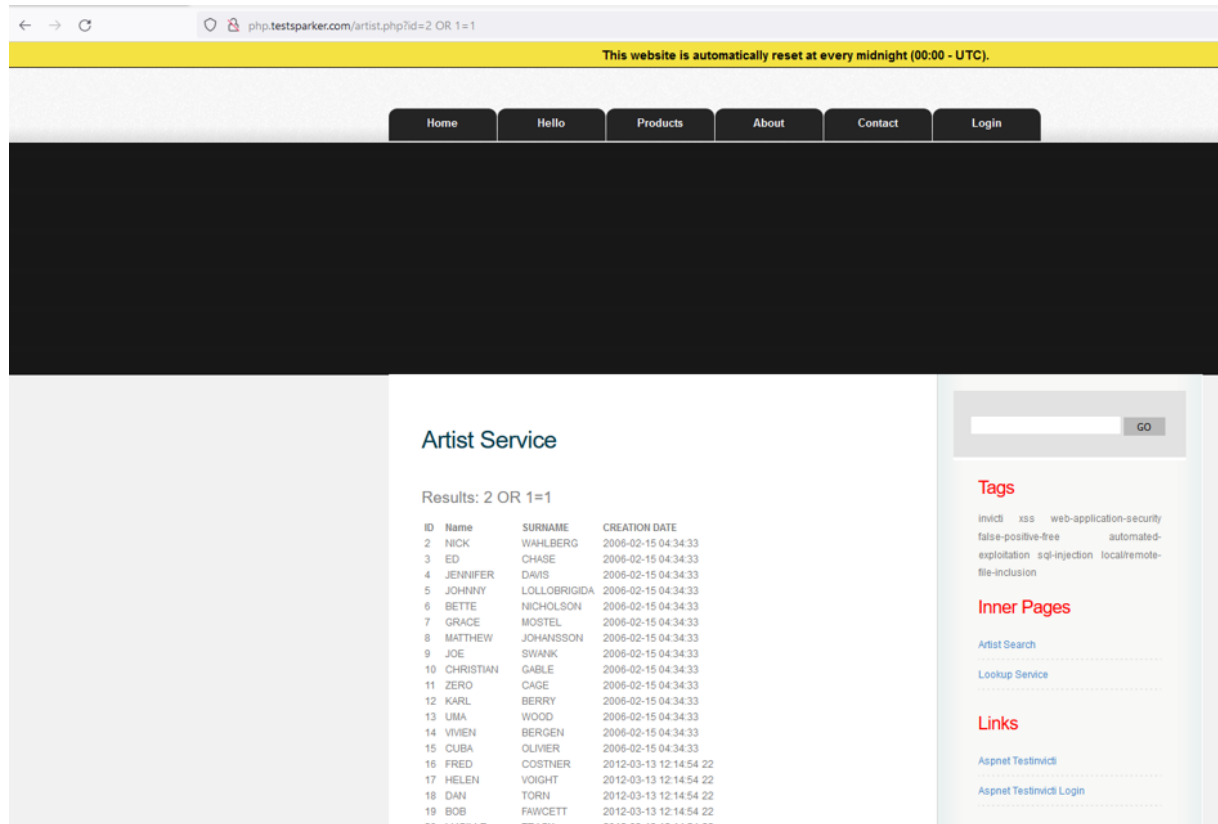 php.testsparker.com/artist.php?id=2 OR 1=1
This website is automatically reset at every midnight (00:00 - UTC).
Home Hello Products About Contact Login
GO
Artist Service
Results: 2 OR 1=1
ID Name SURNAME CREATION DATE
2 NICK WAHLBERG 2006-02-15 04:34:33
3 ED CHASE 2006-02-15 04:34:33
4 JENNIFER DAVIS 2006-02-15 04:34:33
5 JOHNNY LOLLOBRIGIDA 2006-02-15 04:34:33
6 BETTE NICHOLSON 2006-02-15 04:34:33
7 GRACE MOSTEL 2006-02-15 04:34:33
8 MATTHEW JOHANSSON 2006-02-15 04:34:33
9 JOE SWANK 2006-02-15 04:34:33
10 CHRISTIAN GABLE 2006-02-15 04:34:33
11 ZERO CAGE 2006-02-15 04:34:33
12 KARL BERRY 2006-02-15 04:34:33
13 UMA WOOD 2006-02-15 04:34:33
14 VIVIEN BERGEN 2006-02-15 04:34:33
15 CUBA OLIVIER 2006-02-15 04:34:33
16 FRED COSTNER 2012-03-13 12:14:54 22
17 HELEN VOIGHT 2012-03-13 12:14:54 22
18 DAN TORN 2012-03-13 12:14:54 22
19 BOB FAWCETT 2012-03-13 12:14:54 22
Tags
invicti xss web-application-security
false-positive-free automated-
exploitation sql-injection local/remote-
file-inclusion
Inner Pages
Artist Search
Lookup Service
Links
Aspnet Testinvicti
Aspnet Testinvicti Login